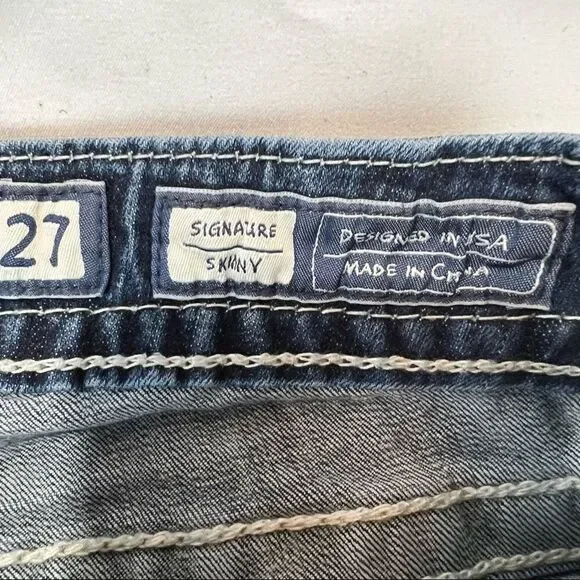 27
SIGNATURE
SKINNY
DESIGNED IN USA
MADE IN CHINA